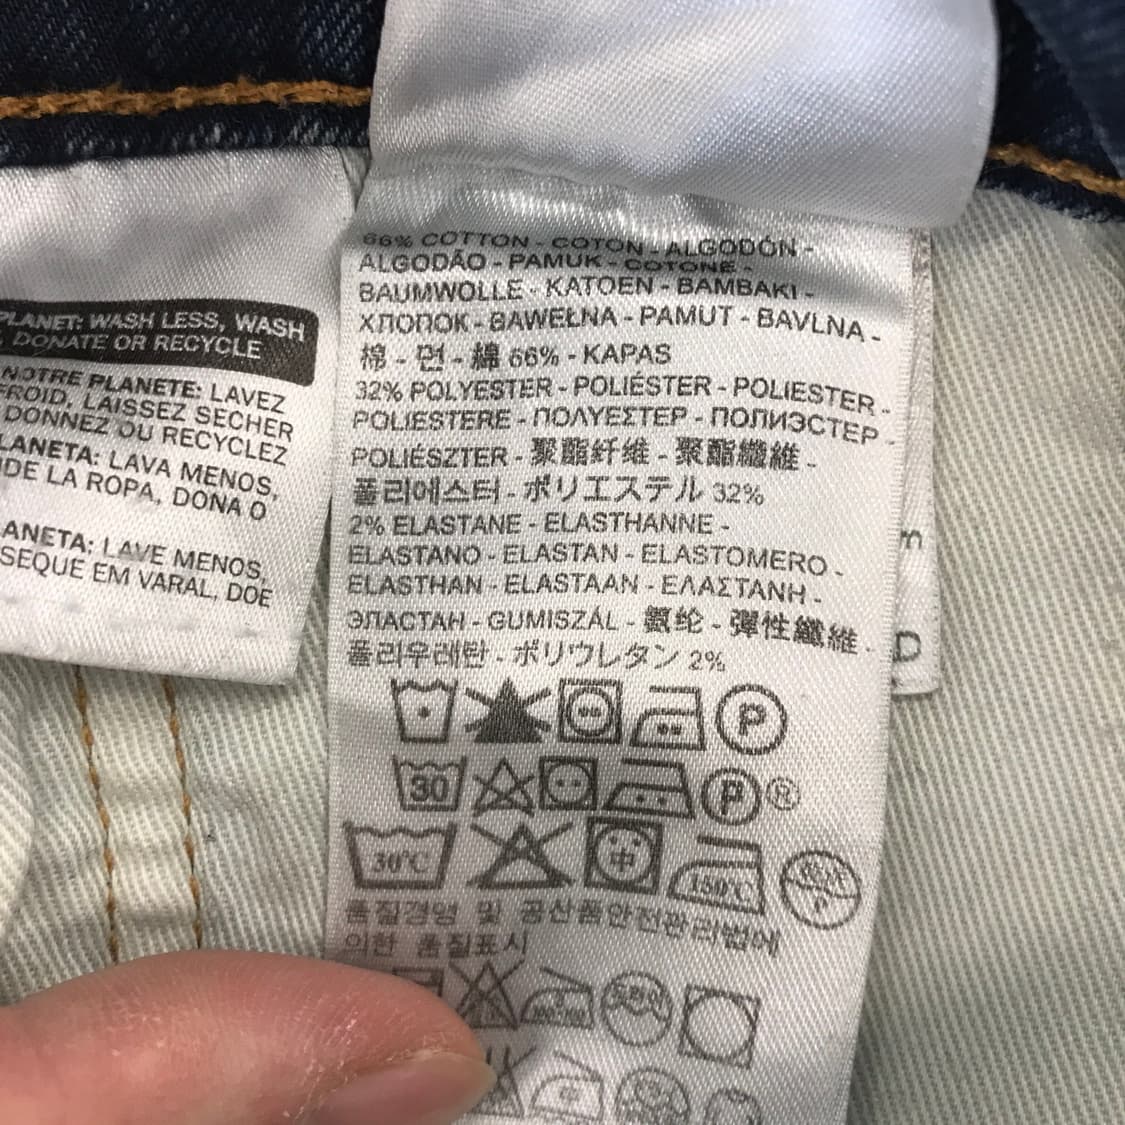 PLANET: WASH LESS, WASH
, DONATE OR RECYCLE
NOTRE PLANETE: LAVEZ
FROID, LAISSEZ SECHER
DONNEZ OU RECYCLEZ
LANETA: LAVA MENOS,
DE LA ROPA, DONA O
ANETA: LAVE MENOS,
SEQUE EM VARAL, DOE
66% COTTON - COTON - ALGODÓN -
ALGODÃO - PAMUK - COTONE -
BAUMWOLLE - KATOEN - BAMBAKI -
ХЛОПОК - BAWEŁNA - PAMUT - BAVLNA -
棉 - 면 - 綿 66% - KAPAS
32% POLYESTER - POLIÉSTER - POLIESTER -
POLIESTERE - ΠΟΛΥΕΣΤΕΡ - ПОЛИЭСТЕР -
POLIÉSZTER - 聚酯纤维 - 聚酯纖維 -
폴리에스터 - ポリエステル 32%
2% ELASTANE - ELASTHANNE -
ELASTANO - ELASTAN - ELASTOMERO -
ELASTHAN - ELASTAAN - ΕΛΑΣΤΑΝΗ -
ЭЛАСТАН - GUMISZÁL - 氨纶 - 彈性纖維 -
폴리우레탄 - ポリウレタン 2%
P
30 P ®
30°C 中 150°C
품질경영 및 공산품안전관리법에
의한 품질표시
m
D